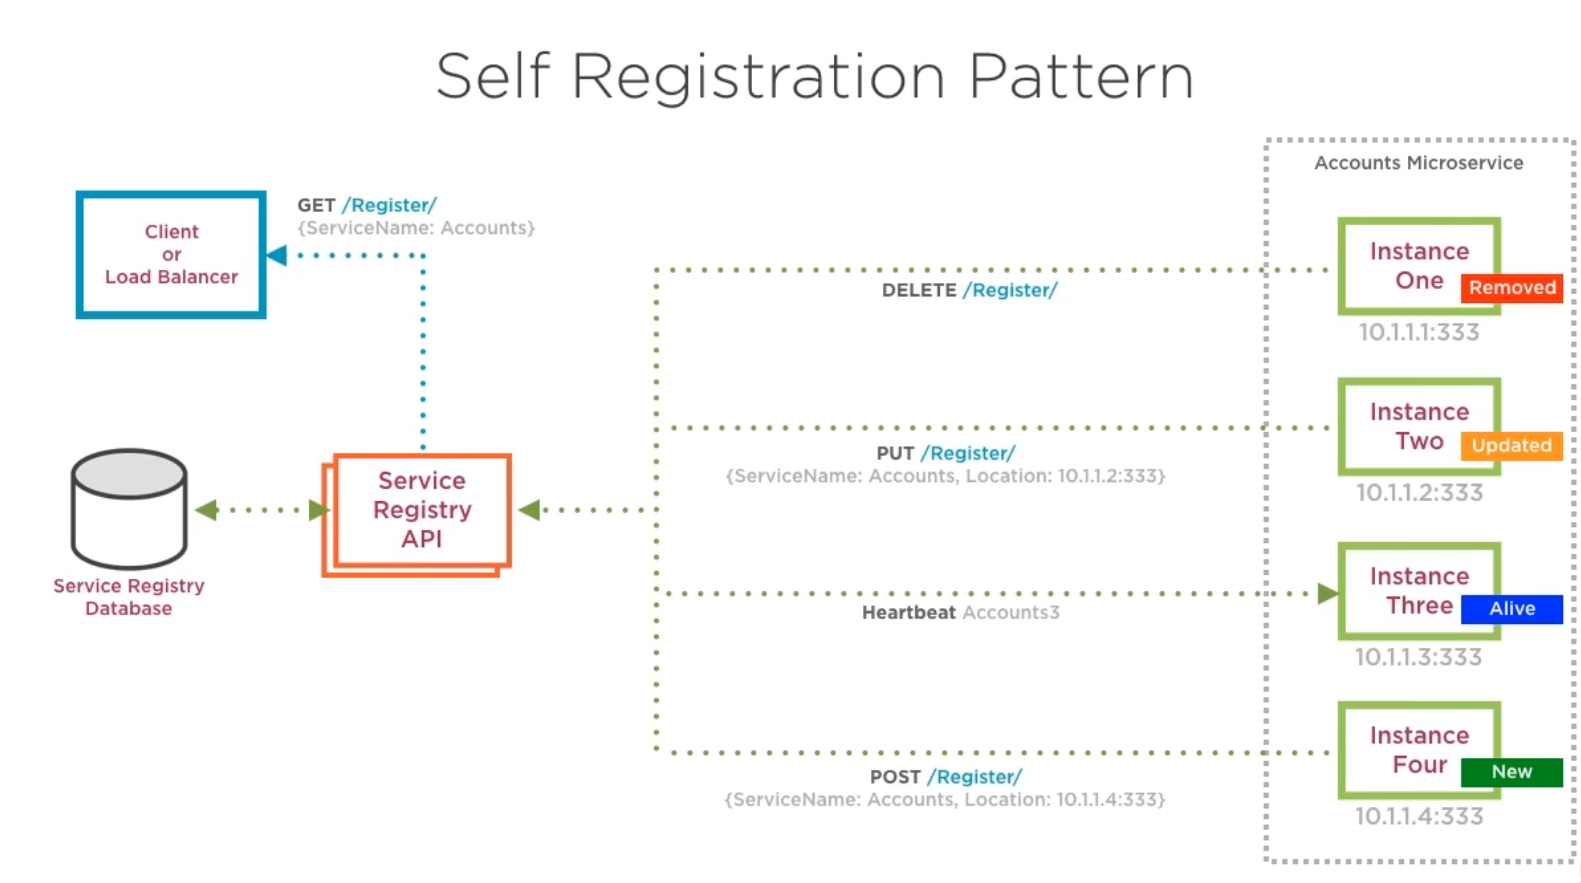 Self Registration Pattern
Accounts Microservice
Client
or
Load Balancer
GET /Register/
{ServiceName: Accounts}
DELETE /Register/
Instance
One
Removed
10.1.1.1:333
PUT /Register/
{ServiceName: Accounts, Location: 10.1.1.2:333}
Instance
Two
Updated
10.1.1.2:333
Service Registry
Database
Service
Registry
API
Heartbeat Accounts3
Instance
Three
Alive
10.1.1.3:333
POST /Register/
{ServiceName: Accounts, Location: 10.1.1.4:333}
Instance
Four
New
10.1.1.4:333